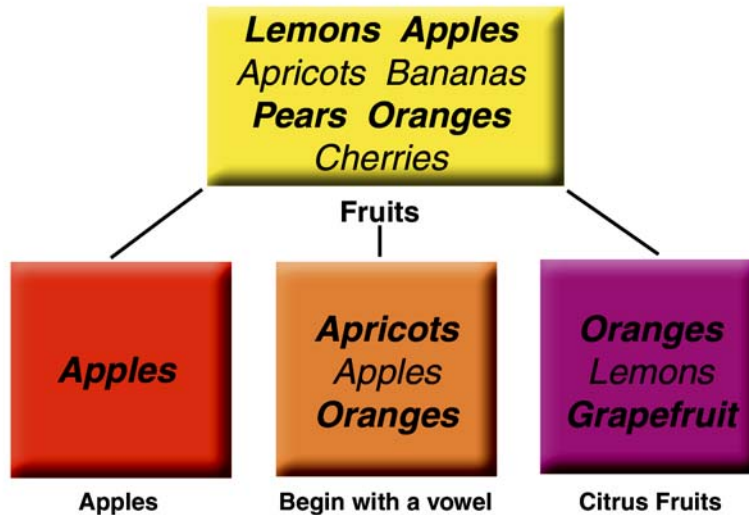 Lemons Apples
Apricots Bananas
Pears Oranges
Cherries
Fruits
Apples
Apples
Apricots
Apples
Oranges
Begin with a vowel
Oranges
Lemons
Grapefruit
Citrus Fruits